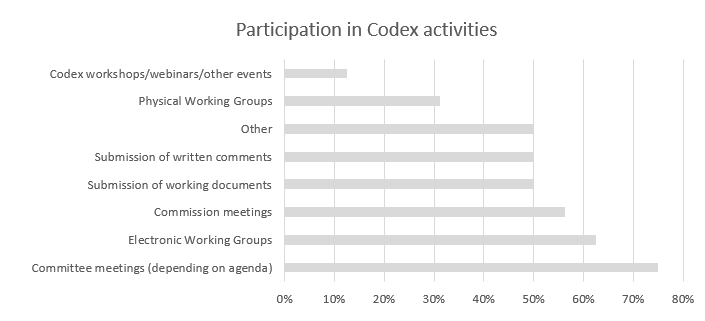 Participation in Codex activities
Codex workshops/webinars/other events
Physical Working Groups
Other
Submission of written comments
Submission of working documents
Commission meetings
Electronic Working Groups
Committee meetings (depending on agenda)
0% 10% 20% 30% 40% 50% 60% 70% 80%